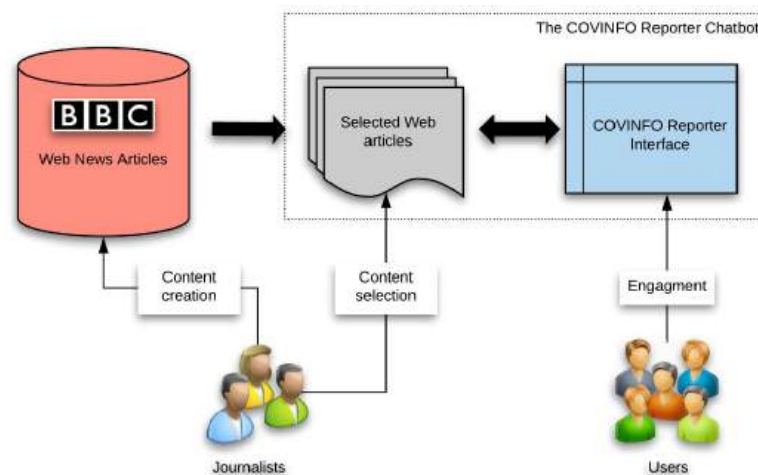 The COVINFO Reporter Chatbot
BBC
Web News Articles
Selected Web
articles
COVINFO Reporter
Interface
Content
creation
Content
selection
Engagment
Journalists
Users